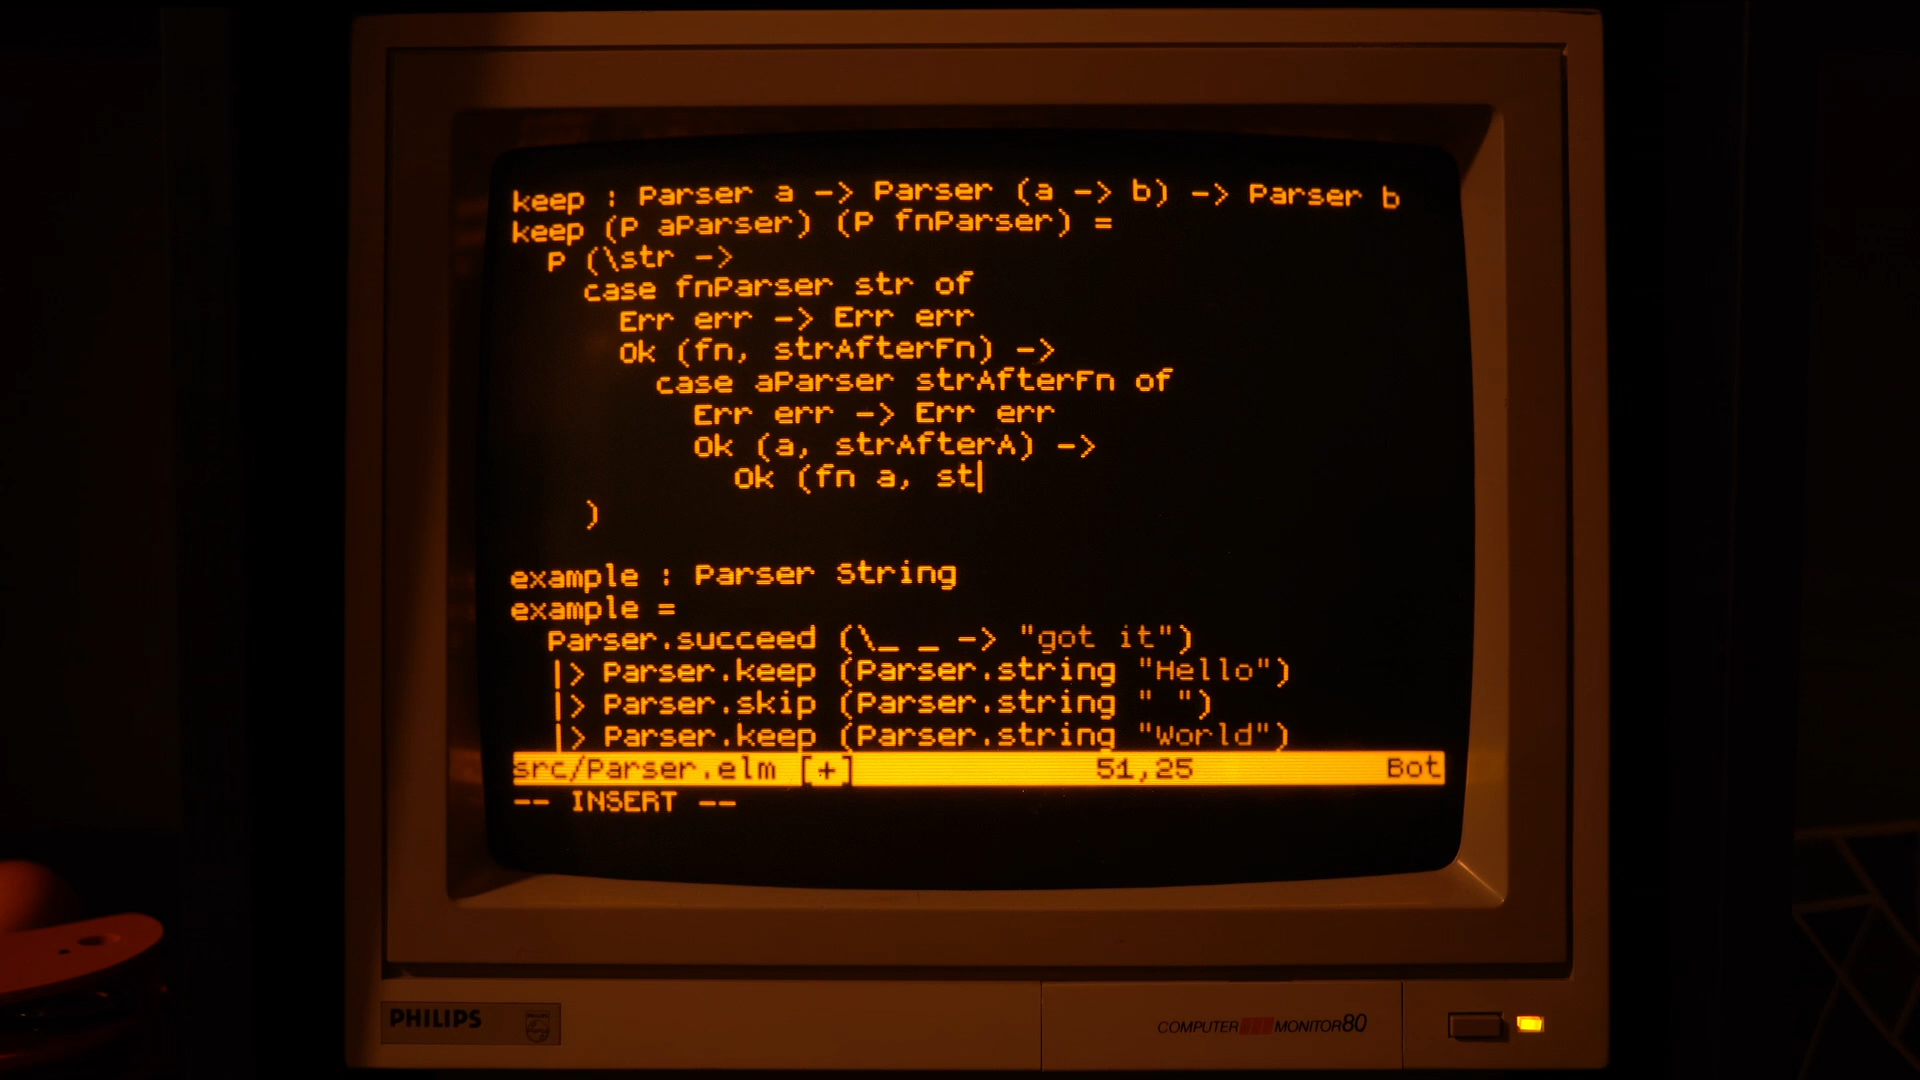 keep : Parser a -> Parser (a -> b) -> Parser b
keep (P aParser) (P fnParser) =
  P (\str ->
    case fnParser str of
      Err err -> Err err
      Ok (fn, strAfterFn) ->
        case aParser strAfterFn of
          Err err -> Err err
          Ok (a, strAfterA) ->
            Ok (fn a, st
    )
example : Parser String
example =
  Parser.succeed (\_ _ -> "got it")
  |> Parser.keep (Parser.string "Hello")
  |> Parser.skip (Parser.string " ")
  |> Parser.keep (Parser.string "World")
src/Parser.elm [+] 51,25 Bot
-- INSERT --
PHILIPS
COMPUTER MONITOR80